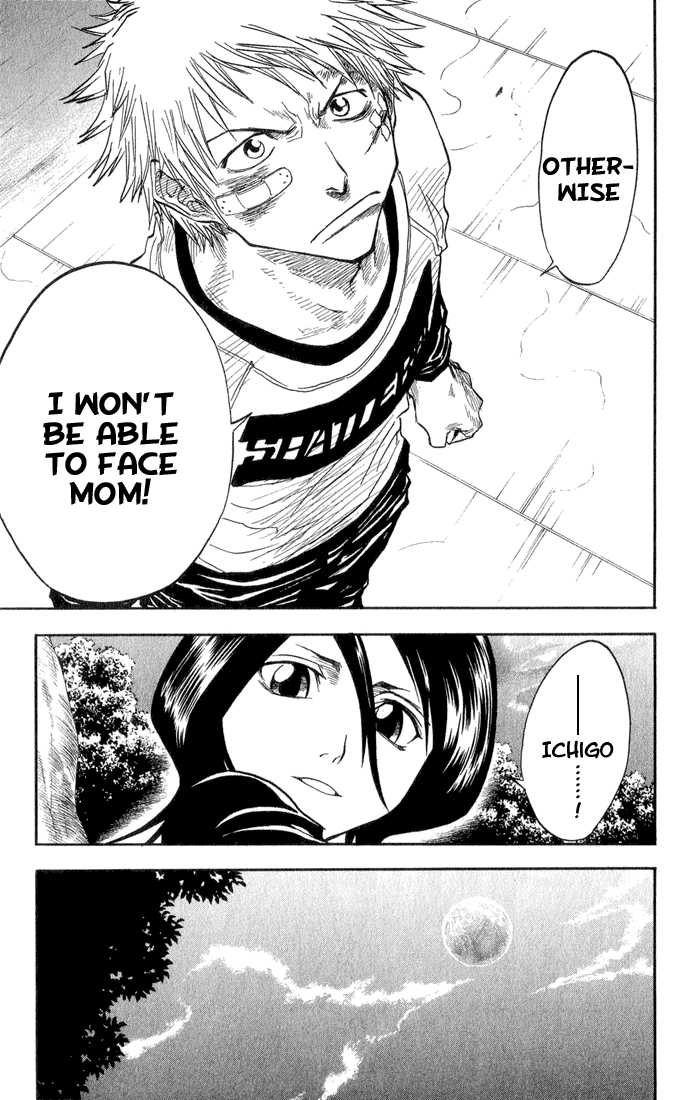 OTHER-
WISE
I WON'T
BE ABLE
TO FACE
MOM!
ICHIGO
........!